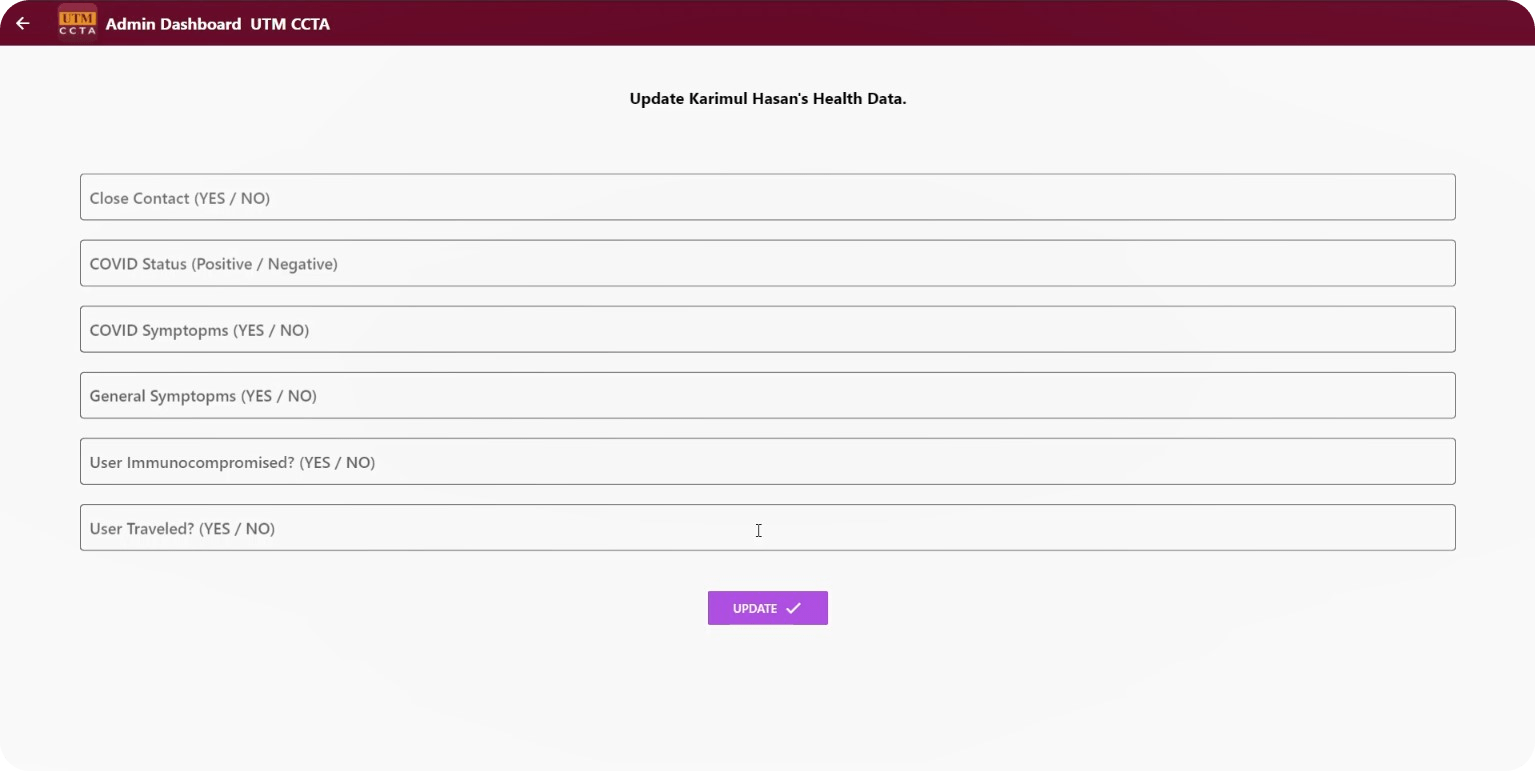 UTM
CCTA
Admin Dashboard UTM CCTA
Update Karimul Hasan's Health Data.
Close Contact (YES / NO)
COVID Status (Positive / Negative)
COVID Symptopms (YES / NO)
General Symptopms (YES / NO)
User Immunocompromised? (YES / NO)
User Traveled? (YES / NO)
UPDATE